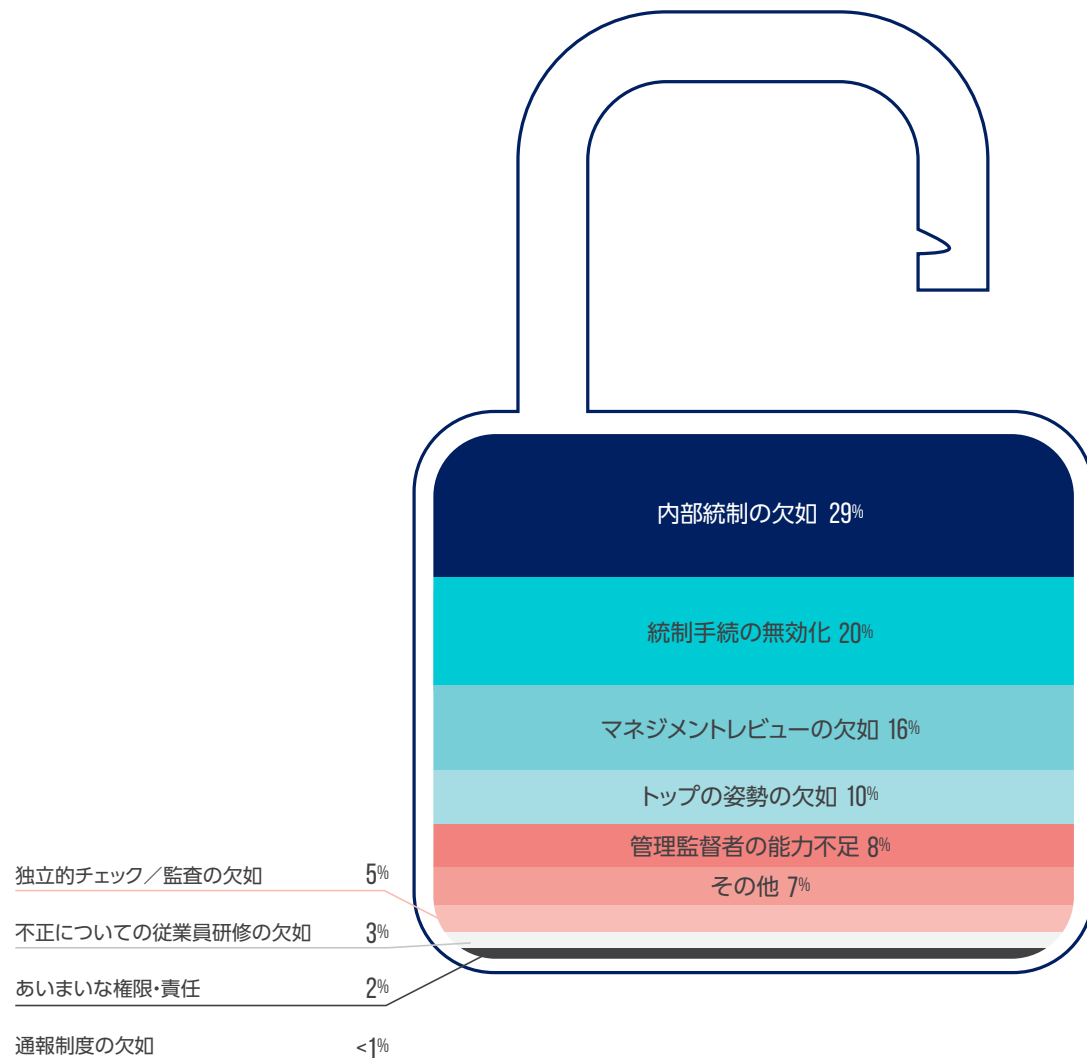 内部統制の欠如 29%
統制手続の無効化 20%
マネジメントレビューの欠如 16%
トップの姿勢の欠如 10%
管理監督者の能力不足 8%
その他 7%
独立的チェック／監査の欠如 5%
不正についての従業員研修の欠如 3%
あいまいな権限・責任 2%
通報制度の欠如 <1%